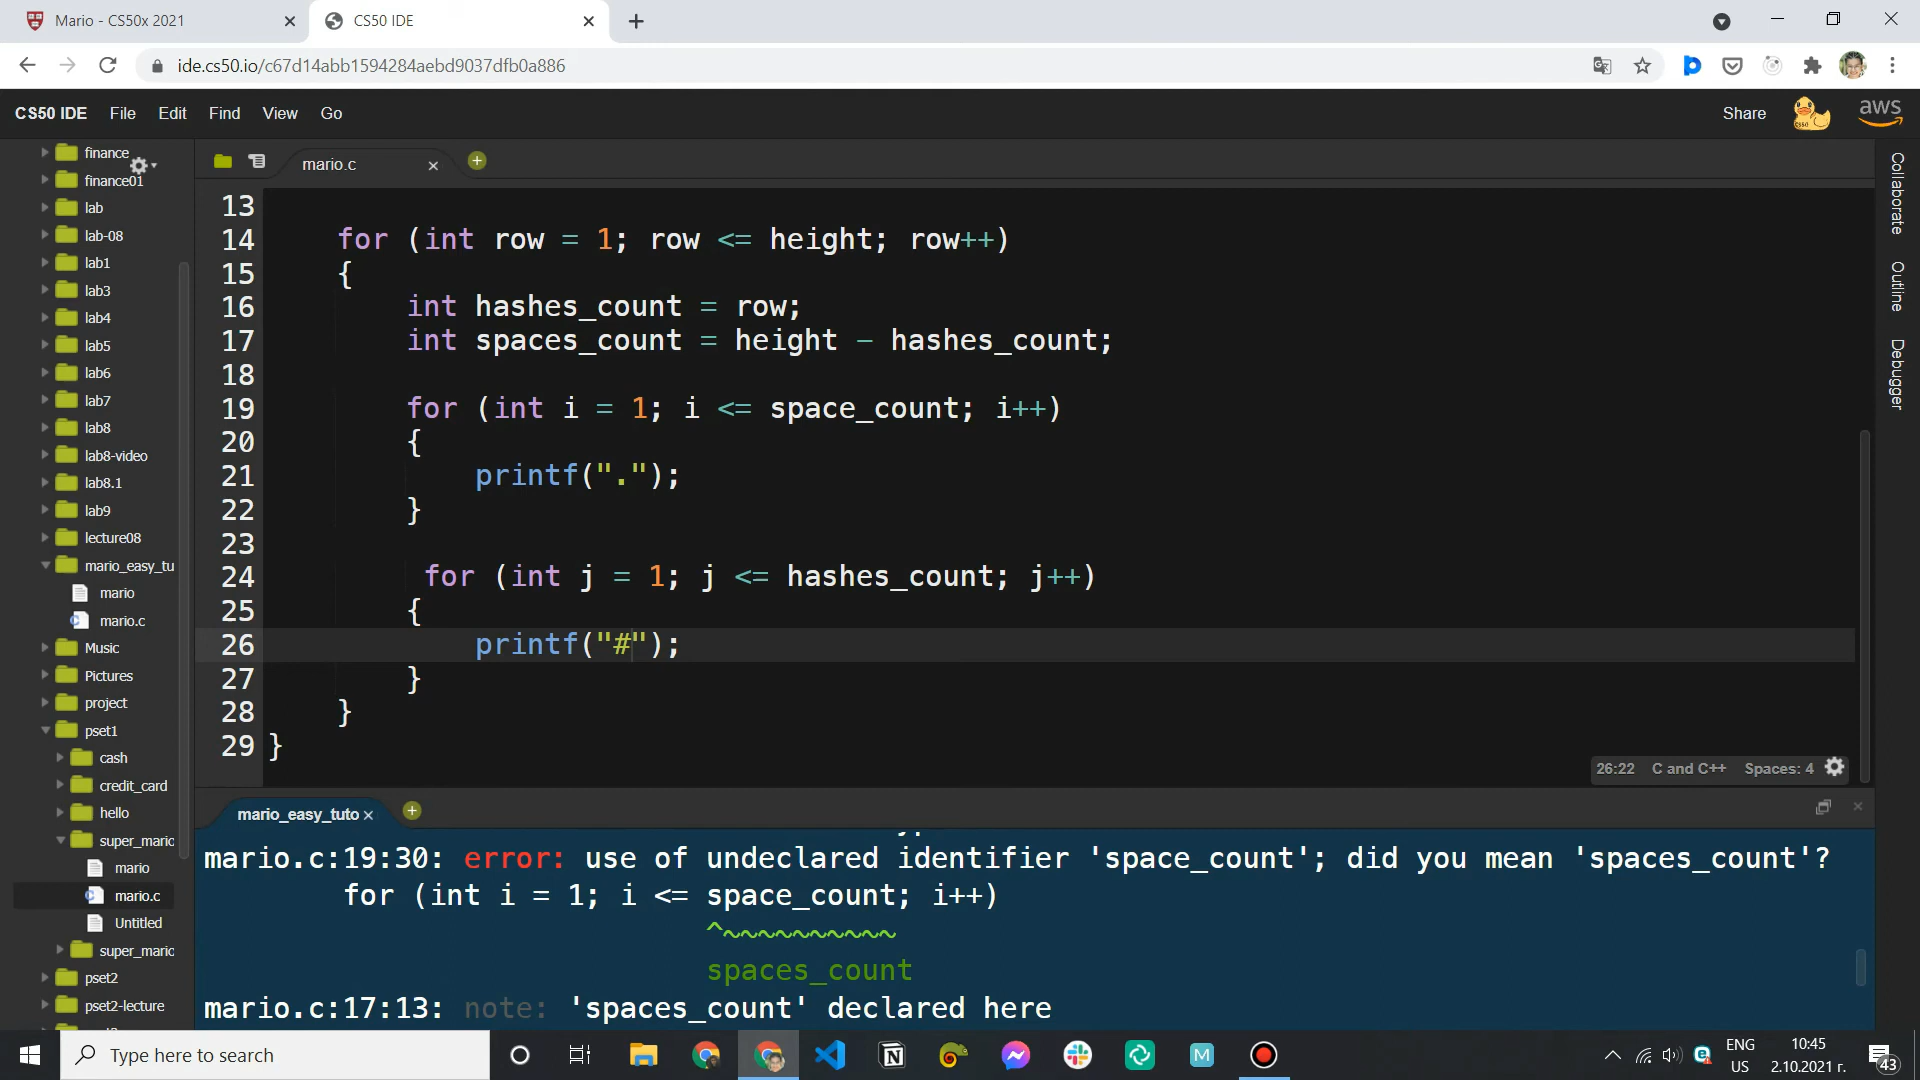 Mario - CS50x 2021
CS50 IDE
ide.cs50.io/c67d14abb1594284aebd9037dfb0a886
CS50 IDE File Edit Find View Go
Share
aws
finance
finance01
lab
lab-08
lab1
lab3
lab4
lab5
lab6
lab7
lab8
lab8-video
lab8.1
lab9
lecture08
mario_easy_tu
mario
mario.c
Music
Pictures
project
pset1
cash
credit_card
hello
super_mario
mario
mario.c
Untitled
super_mario
pset2
pset2-lecture
mario.c
13
14 for (int row = 1; row <= height; row++)
15 {
16 int hashes_count = row;
17 int spaces_count = height - hashes_count;
18
19 for (int i = 1; i <= space_count; i++)
20 {
21 printf(".");
22 }
23
24 for (int j = 1; j <= hashes_count; j++)
25 {
26 printf("#");
27 }
28 }
29 }
26:22 C and C++ Spaces: 4
Collaborate
Outline
Debugger
mario_easy_tuto
mario.c:19:30: error: use of undeclared identifier 'space_count'; did you mean 'spaces_count'?
for (int i = 1; i <= space_count; i++)
^~~~~~~~~~~
spaces_count
mario.c:17:13: note: 'spaces_count' declared here
Type here to search
ENG
US
10:45
2.10.2021 г.
43